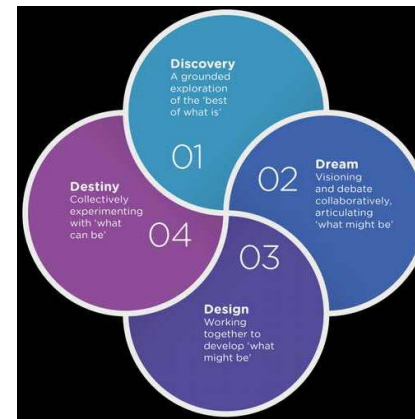 Discovery
A grounded
exploration
of the 'best
of what is'
01
02
Dream
Visioning
and debate
collaboratively,
articulating
'what might be'
03
Design
Working
together to
develop 'what
might be'
Destiny
Collectively
experimenting
with 'what
can be'
04